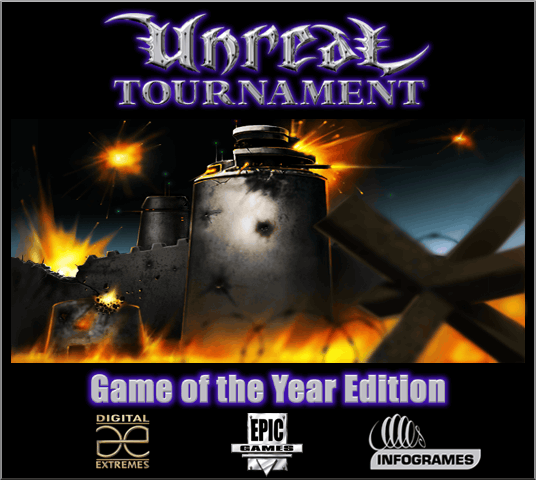 Unreal
TOURNAMENT
Game of the Year Edition
DIGITAL
EXTREMES
EPIC
GAMES
INFOGRAMES